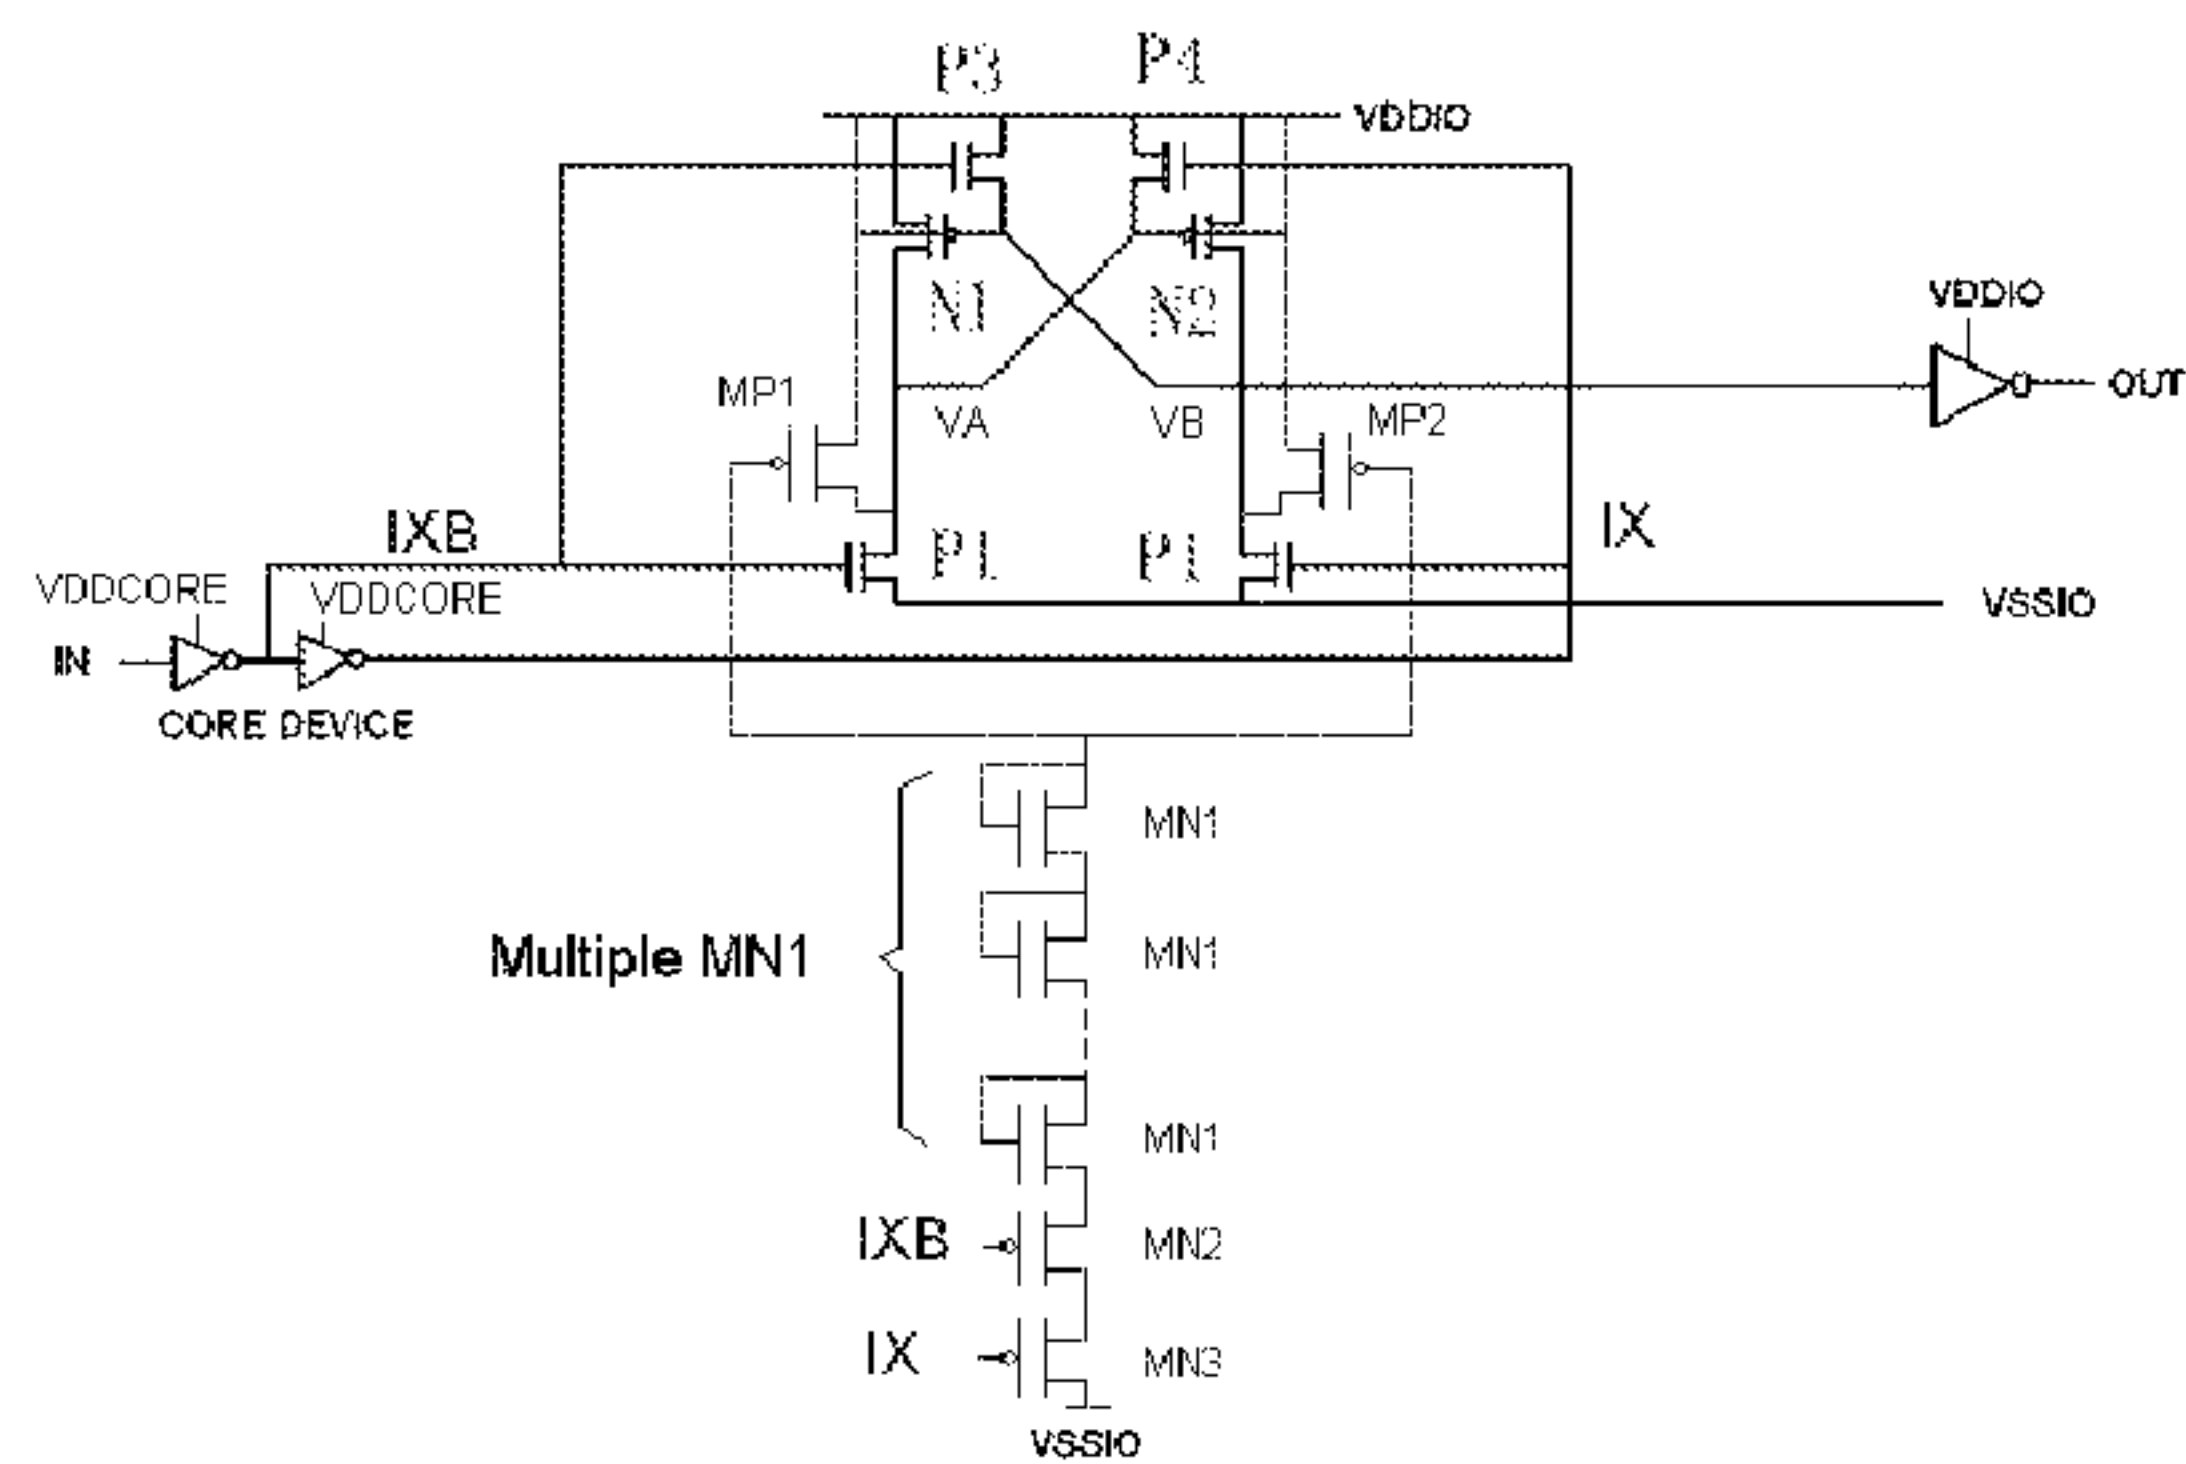 P3 P4
VDDIO
VDDIO
N1 N2
OUT
MP1
VA VB
MP2
IXB
P1 P1
IX
VDDCORE VDDCORE
VSSIO
IN
CORE DEVICE
MN1
Multiple MN1
MN1
MN1
IXB
MN2
IX
MN3
VSSIO